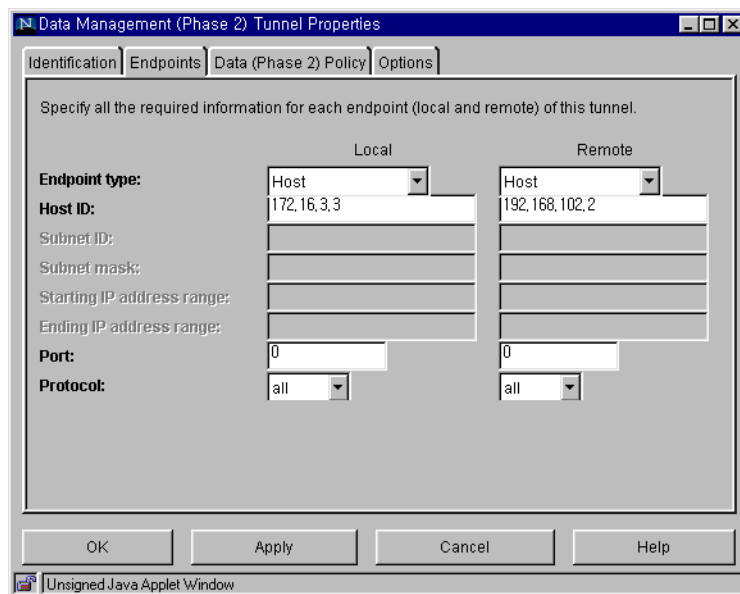 Data Management (Phase 2) Tunnel Properties
Identification Endpoints Data (Phase 2) Policy Options
Specify all the required information for each endpoint (local and remote) of this tunnel.
Local Remote
Endpoint type: Host Host
Host ID: 172,16,3,3 192,168,102,2
Subnet ID:
Subnet mask:
Starting IP address range:
Ending IP address range:
Port: 0 0
Protocol: all all
OK Apply Cancel Help
Unsigned Java Applet Window